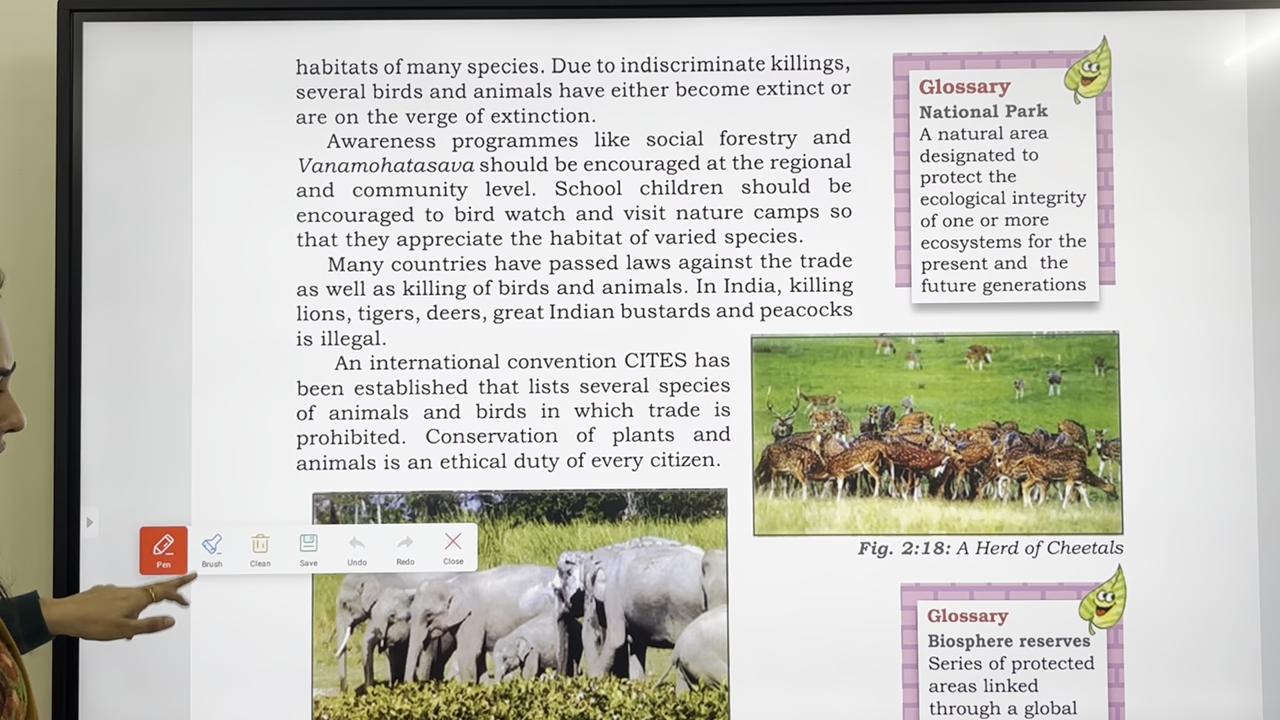 habitats of many species. Due to indiscriminate killings,
several birds and animals have either become extinct or
are on the verge of extinction.
Awareness programmes like social forestry and
Vanamohatasava should be encouraged at the regional
and community level. School children should be
encouraged to bird watch and visit nature camps so
that they appreciate the habitat of varied species.
Many countries have passed laws against the trade
as well as killing of birds and animals. In India, killing
lions, tigers, deers, great Indian bustards and peacocks
is illegal.
An international convention CITES has
been established that lists several species
of animals and birds in which trade is
prohibited. Conservation of plants and
animals is an ethical duty of every citizen.
Glossary
National Park
A natural area
designated to
protect the
ecological integrity
of one or more
ecosystems for the
present and the
future generations
Fig. 2:18: A Herd of Cheetals
Glossary
Biosphere reserves
Series of protected
areas linked
through a global
Pen Brush Clean Save Undo Redo Close